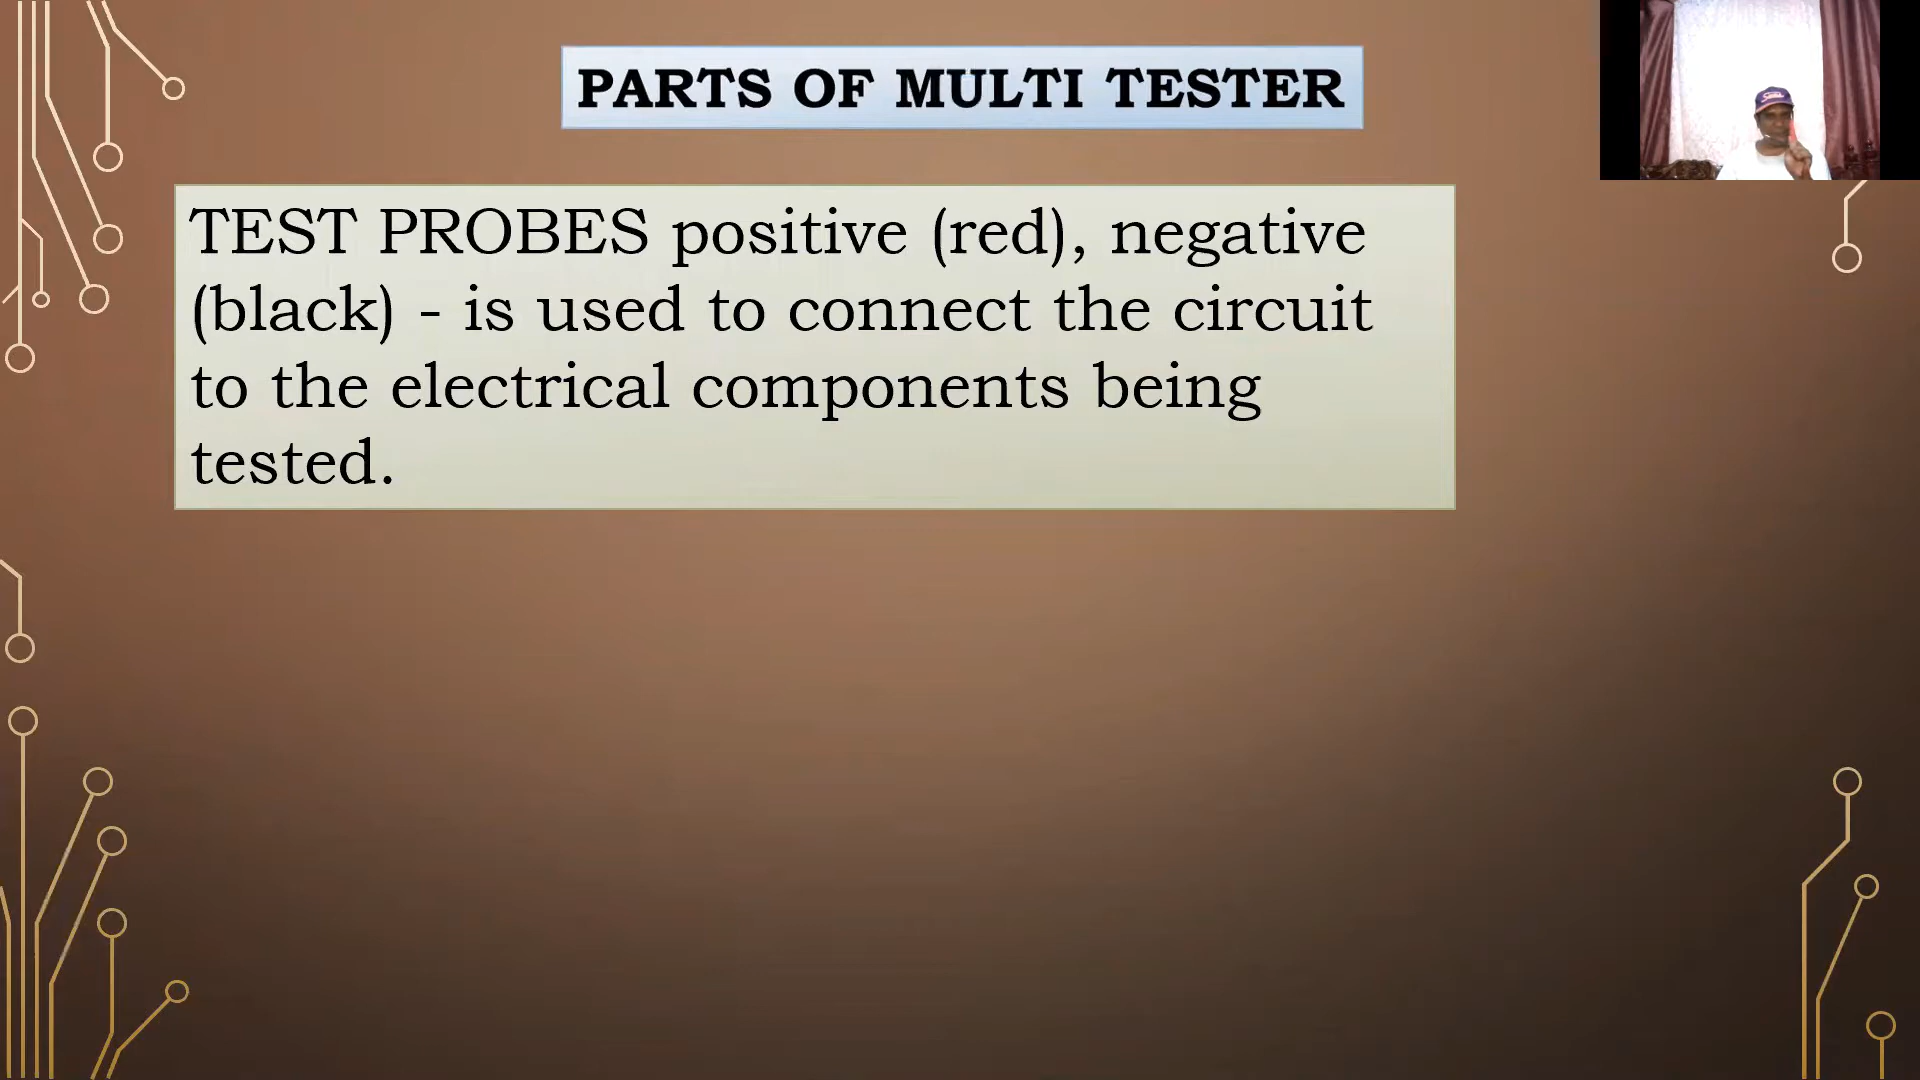 PARTS OF MULTI TESTER
TEST PROBES positive (red), negative
(black) - is used to connect the circuit
to the electrical components being
tested.